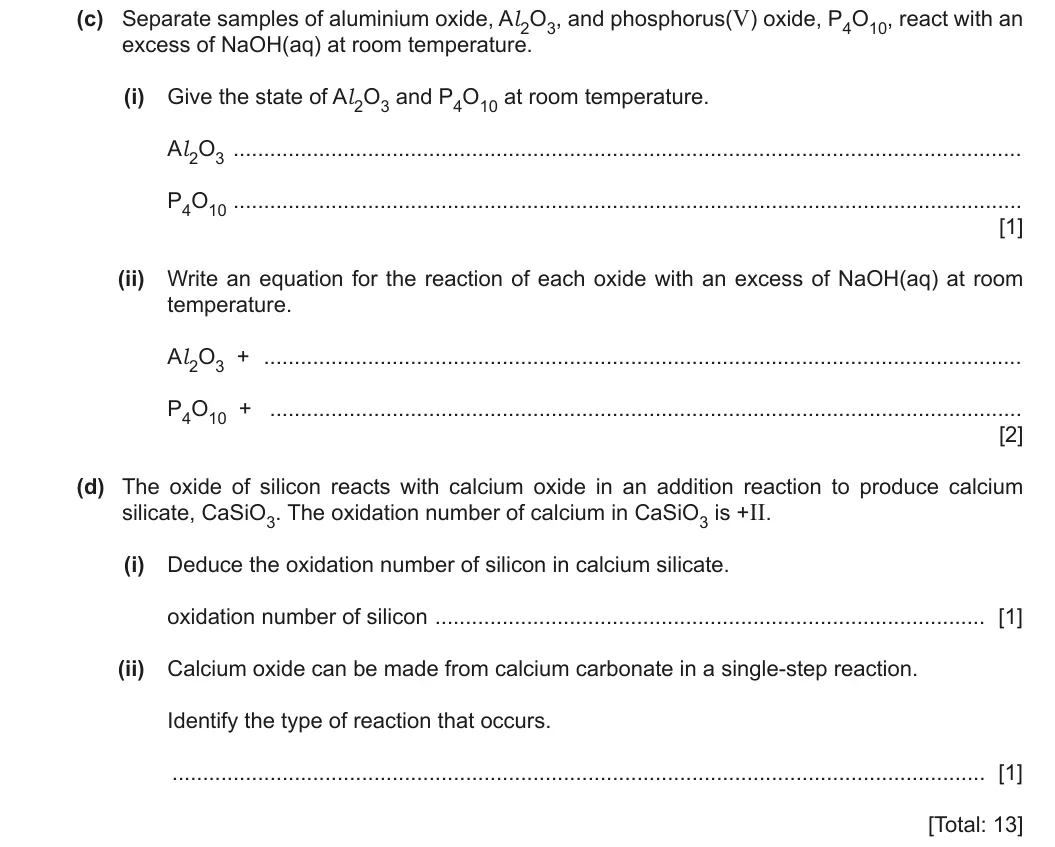 (c) Separate samples of aluminium oxide, Al₂O₃, and phosphorus(V) oxide, P₄O₁₀, react with an
excess of NaOH(aq) at room temperature.
(i) Give the state of Al₂O₃ and P₄O₁₀ at room temperature.
Al₂O₃ ..............................................................................................................................
P₄O₁₀ ..............................................................................................................................
[1]
(ii) Write an equation for the reaction of each oxide with an excess of NaOH(aq) at room
temperature.
Al₂O₃ + ..............................................................................................................................
P₄O₁₀ + ..............................................................................................................................
[2]
(d) The oxide of silicon reacts with calcium oxide in an addition reaction to produce calcium
silicate, CaSiO₃. The oxidation number of calcium in CaSiO₃ is +II.
(i) Deduce the oxidation number of silicon in calcium silicate.
oxidation number of silicon .......................................................................................... [1]
(ii) Calcium oxide can be made from calcium carbonate in a single-step reaction.
Identify the type of reaction that occurs.
...................................................................................................................................... [1]
[Total: 13]